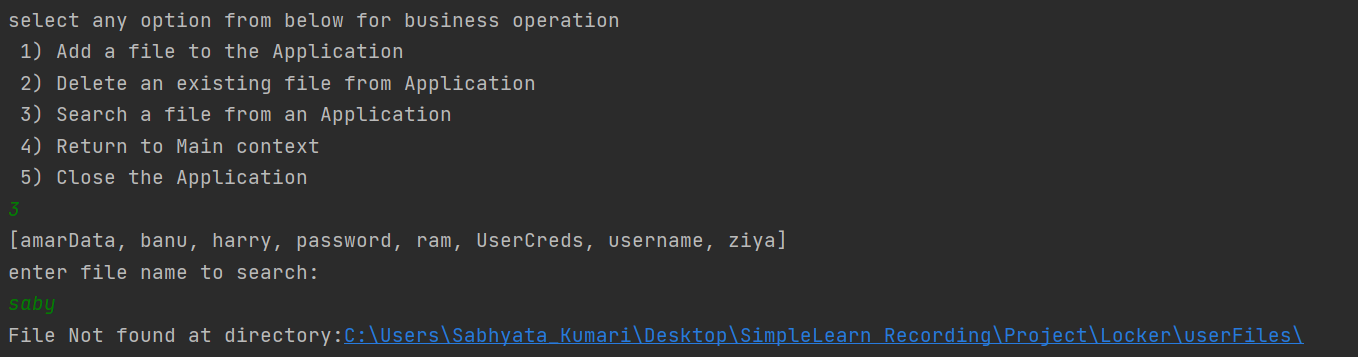 select any option from below for business operation
1) Add a file to the Application
2) Delete an existing file from Application
3) Search a file from an Application
4) Return to Main context
5) Close the Application
3
[amarData, banu, harry, password, ram, UserCreds, username, ziya]
enter file name to search:
saby
File Not found at directory:C:\Users\Sabhyata_Kumari\Desktop\SimpleLearn Recording\Project\Locker\userFiles\